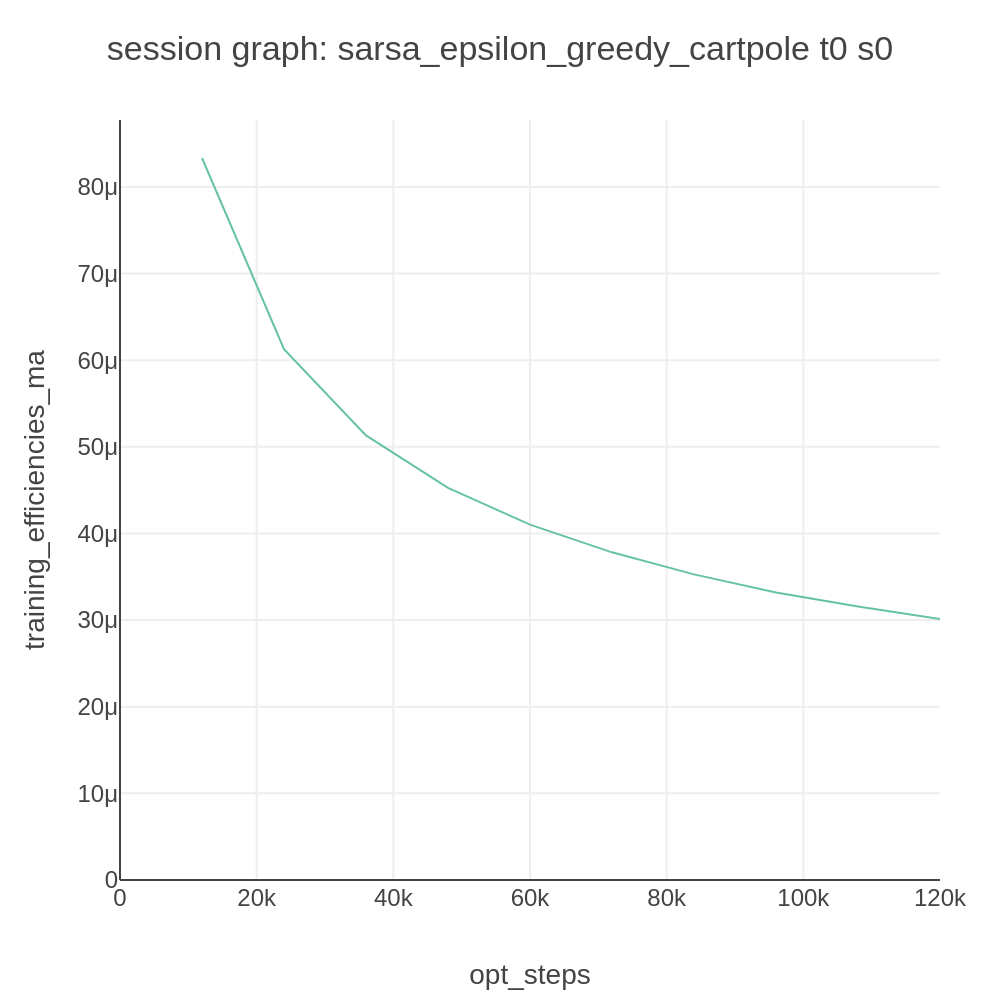 session graph: sarsa_epsilon_greedy_cartpole t0 s0
training_efficiencies_ma
80μ
70μ
60μ
50μ
40μ
30μ
20μ
10μ
0
0 20k 40k 60k 80k 100k 120k
opt_steps